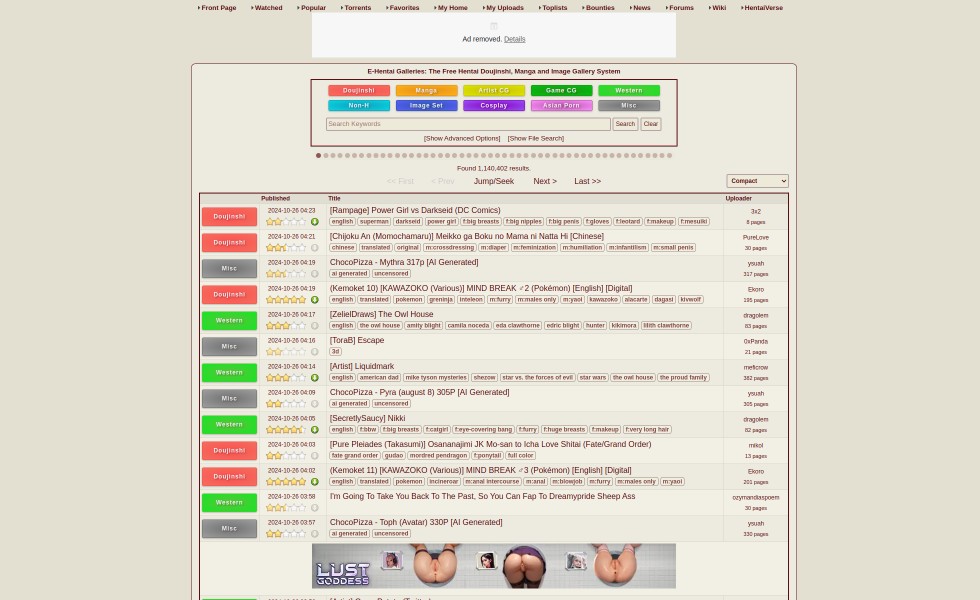 Front Page Watched Popular Torrents Favorites My Home My Uploads Toplists Bounties News Forums Wiki HentaiVerse
Ad removed. Details
E-Hentai Galleries: The Free Hentai Doujinshi, Manga and Image Gallery System
Doujinshi Manga Artist CG Game CG Western
Non-H Image Set Cosplay Asian Porn Misc
Search Keywords Search Clear
[Show Advanced Options] [Show File Search]
Found 1,140,402 results.
<< First < Prev Jump/Seek Next > Last >> Compact
Published Title Uploader
Doujinshi 2024-10-26 04:23 [Rampage] Power Girl vs Darkseid (DC Comics) 3x2
english superman darkseid power girl f:big breasts f:big nipples f:big penis f:gloves f:leotard f:makeup f:mesuiki 8 pages
Doujinshi 2024-10-26 04:21 [Chijoku An (Momochamaru)] Meikko ga Boku no Mama ni Natta Hi [Chinese] PureLove
chinese translated original m:crossdressing m:diaper m:feminization m:humiliation m:infantilism m:small penis 30 pages
Misc 2024-10-26 04:19 ChocoPizza - Mythra 317p [AI Generated] ysuah
ai generated uncensored 317 pages
Doujinshi 2024-10-26 04:19 (Kemoket 10) [KAWAZOKO (Various)] MIND BREAK ♂2 (Pokémon) [English] [Digital] Ekoro
english translated pokemon greninja inteleon m:furry m:males only m:yaoi kawazoko alacarte dagasi kivwolf 195 pages
Western 2024-10-26 04:17 [ZelielDraws] The Owl House dragolem
english the owl house amity blight camila noceda eda clawthorne edric blight hunter kikimora lilith clawthorne 83 pages
Misc 2024-10-26 04:16 [ToraB] Escape 0xPanda
3d 21 pages
Western 2024-10-26 04:14 [Artist] Liquidmark meficrow
english american dad mike tyson mysteries shezow star vs. the forces of evil star wars the owl house the proud family 382 pages
Misc 2024-10-26 04:09 ChocoPizza - Pyra (august 8) 305P [AI Generated] ysuah
ai generated uncensored 305 pages
Western 2024-10-26 04:05 [SecretlySaucy] Nikki dragolem
english f:bbw f:big breasts f:catgirl f:eye-covering bang f:furry f:huge breasts f:makeup f:very long hair 82 pages
Doujinshi 2024-10-26 04:03 [Pure Pleiades (Takasumi)] Osananajimi JK Mo-san to Icha Love Shitai (Fate/Grand Order) mikol
fate grand order gudao mordred pendragon f:ponytail full color 13 pages
Doujinshi 2024-10-26 04:02 (Kemoket 11) [KAWAZOKO (Various)] MIND BREAK ♂3 (Pokémon) [English] [Digital] Ekoro
english translated pokemon incineroar m:anal intercourse m:anal m:blowjob m:furry m:males only m:yaoi 201 pages
Western 2024-10-26 03:58 I'm Going To Take You Back To The Past, So You Can Fap To Dreamypride Sheep Ass ozymandiaspoem
30 pages
Misc 2024-10-26 03:57 ChocoPizza - Toph (Avatar) 330P [AI Generated] ysuah
ai generated uncensored 330 pages
LUST GODDESS